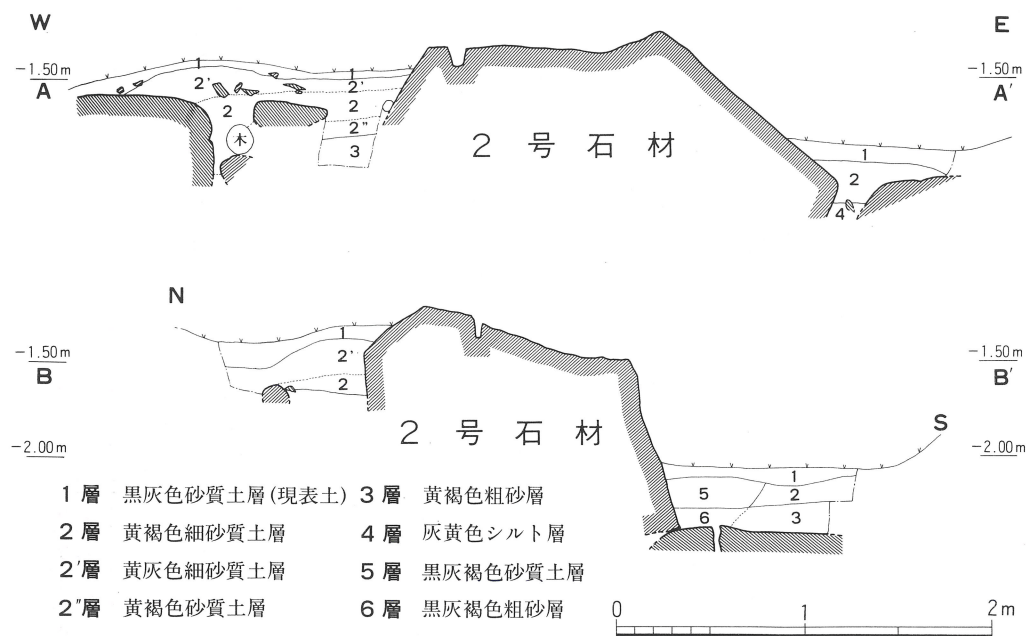 W E
-1.50m -1.50m
A A′
1 1
2′ 2′
2 2
2″
木 3
2号石材
1
2
4
N
-1.50m -1.50m
B B′
1
2′
2
2号石材
S
-2.00m -2.00m
1
5 2
6 3
1層 黒灰色砂質土層(現表土) 3層 黄褐色粗砂層
2層 黄褐色細砂質土層 4層 灰黄色シルト層
2′層 黄灰色細砂質土層 5層 黒灰褐色砂質土層
2″層 黄褐色砂質土層 6層 黒灰褐色粗砂層
0 1 2m